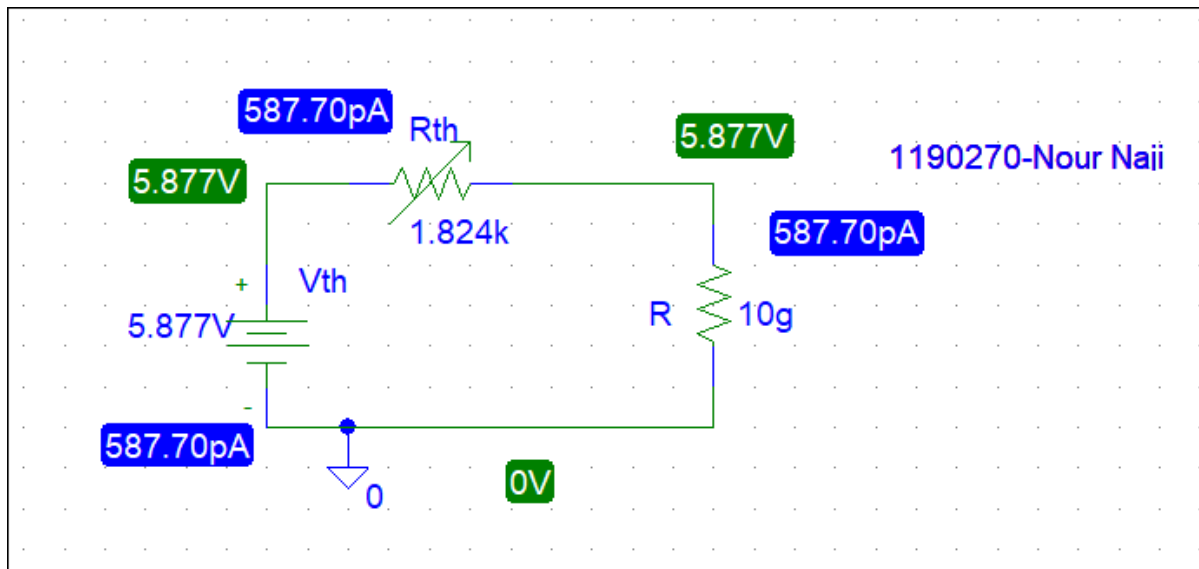 587.70pA
Rth
5.877V
1190270-Nour Naji
5.877V
1.824k
587.70pA
+
Vth
5.877V
R
10g
-
587.70pA
0
0V